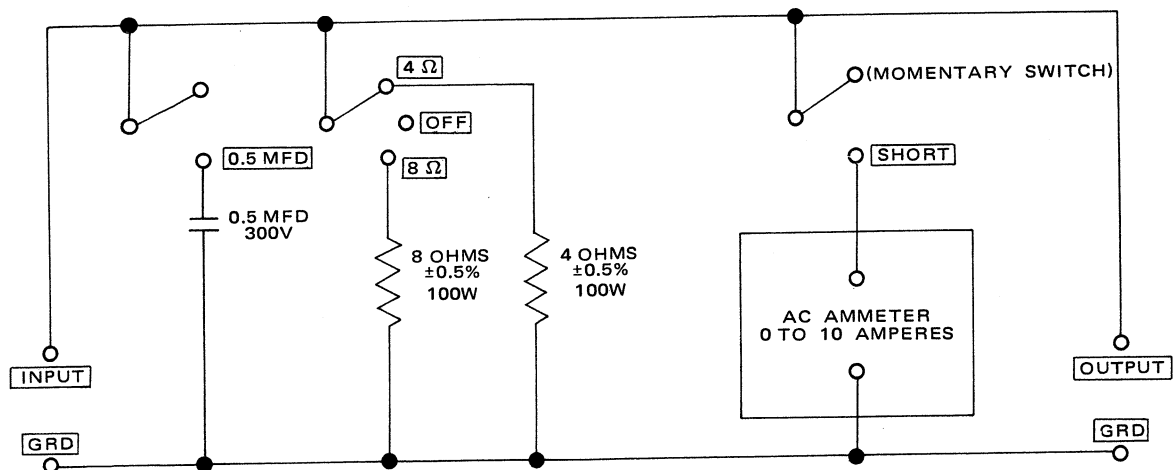 4 Ω
(MOMENTARY SWITCH)
OFF
0.5 MFD
8 Ω
SHORT
0.5 MFD
300V
8 OHMS
±0.5%
100W
4 OHMS
±0.5%
100W
AC AMMETER
0 TO 10 AMPERES
INPUT
OUTPUT
GRD
GRD